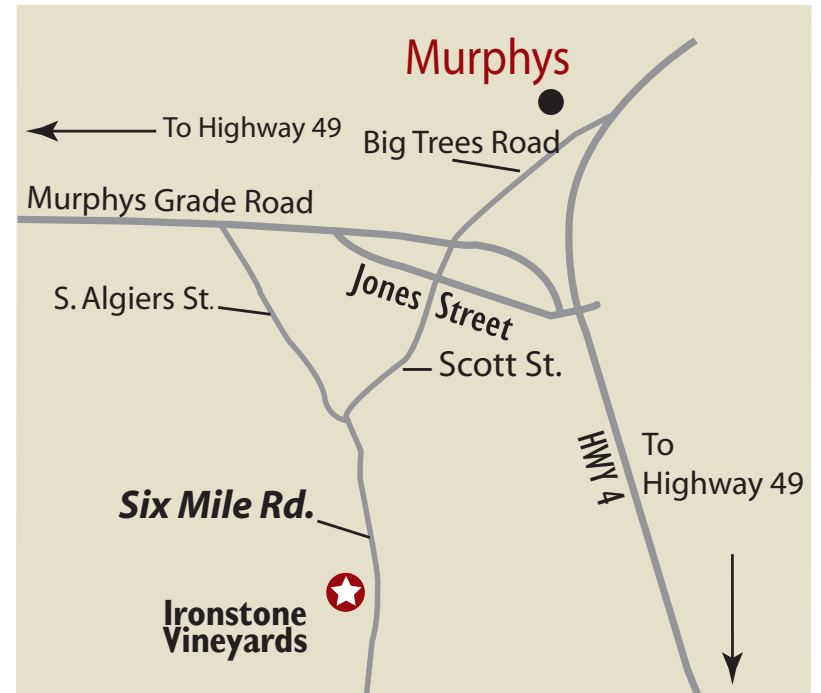 Murphys
To Highway 49
Big Trees Road
Murphys Grade Road
S. Algiers St.
Jones Street
Scott St.
HWY 4
To
Highway 49
Six Mile Rd.
Ironstone
Vineyards